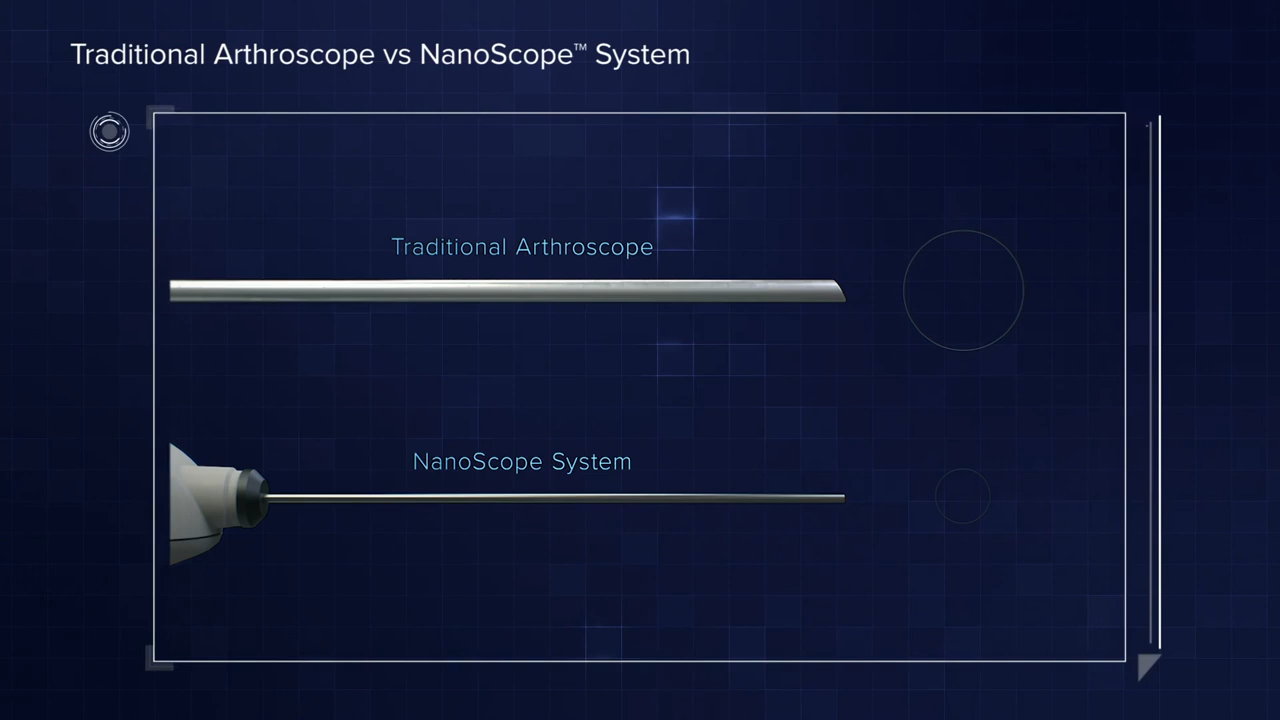 Traditional Arthroscope vs NanoScope™ System
Traditional Arthroscope
NanoScope System